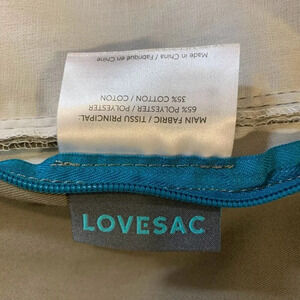 Made in China / Fabriqué en Chine
35% COTTON / COTON
65% POLYESTER / POLYESTER
MAIN FABRIC / TISSU PRINCIPAL
LOVESAC